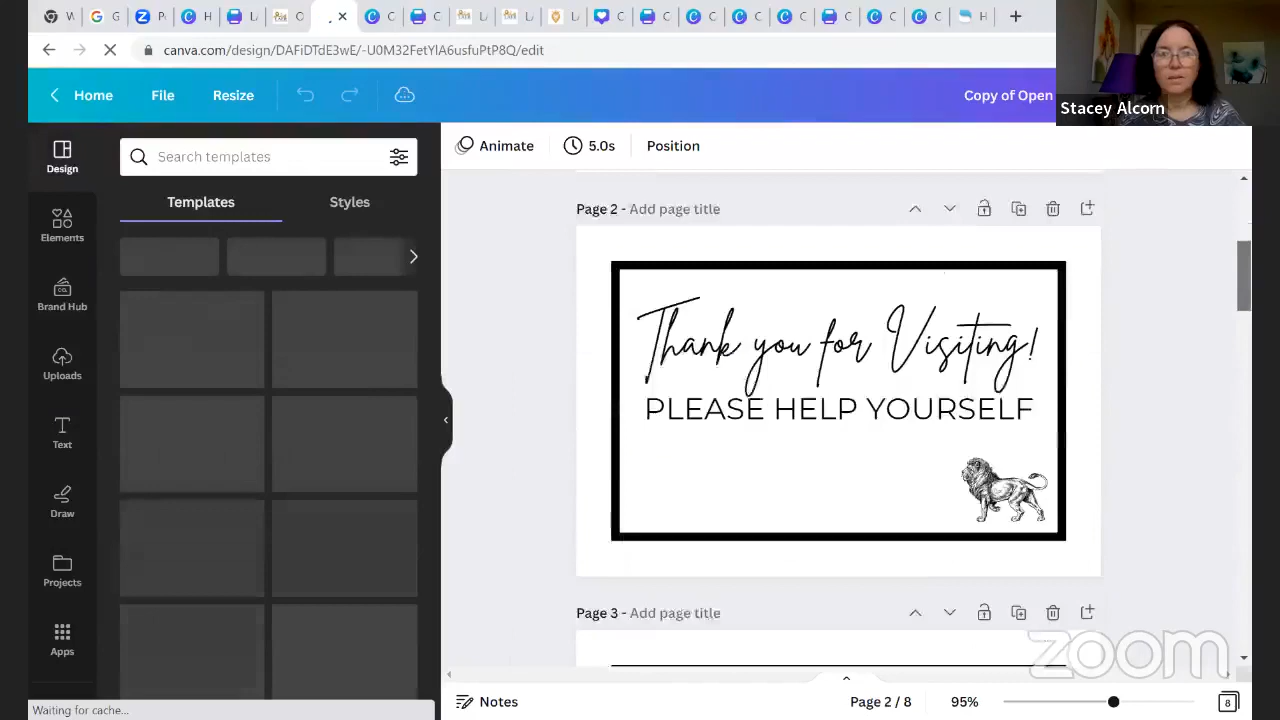 canva.com/design/DAFiDTdE3wE/-U0M32FetYlA6usfuPtP8Q/edit
Home
File
Resize
Copy of Open
Stacey Alcorn
Design
Elements
Brand Hub
Uploads
Text
Draw
Projects
Apps
Search templates
Templates
Styles
Animate
5.0s
Position
Page 2 - Add page title
Thank you for Visiting!
PLEASE HELP YOURSELF
Page 3 - Add page title
zoom
Waiting for cache...
Notes
Page 2 / 8
95%
8